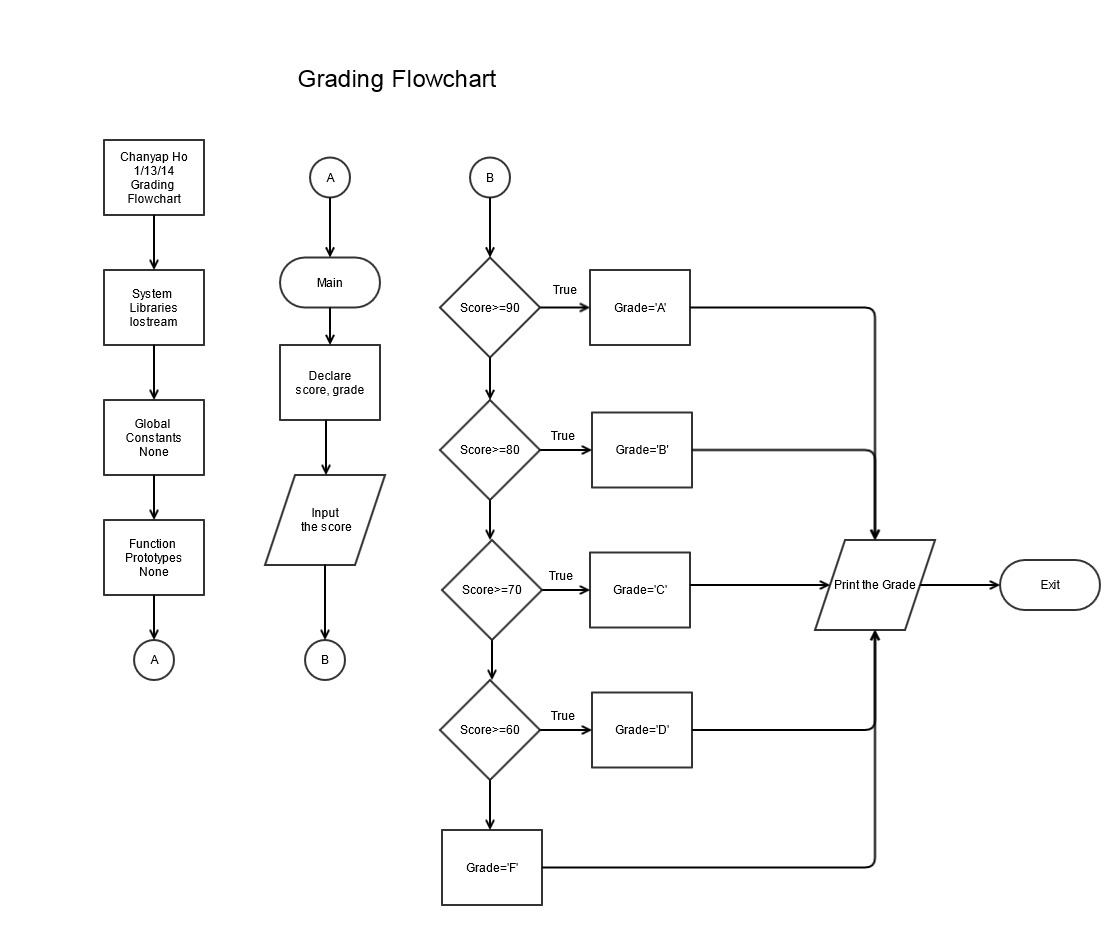 Grading Flowchart
Chanyap Ho
1/13/14
Grading
Flowchart
System
Libraries
Iostream
Global
Constants
None
Function
Prototypes
None
A
A
Main
Declare
score, grade
Input
the score
B
B
Score>=90
True
Grade='A'
Score>=80
True
Grade='B'
Score>=70
True
Grade='C'
Score>=60
True
Grade='D'
Grade='F'
Print the Grade
Exit